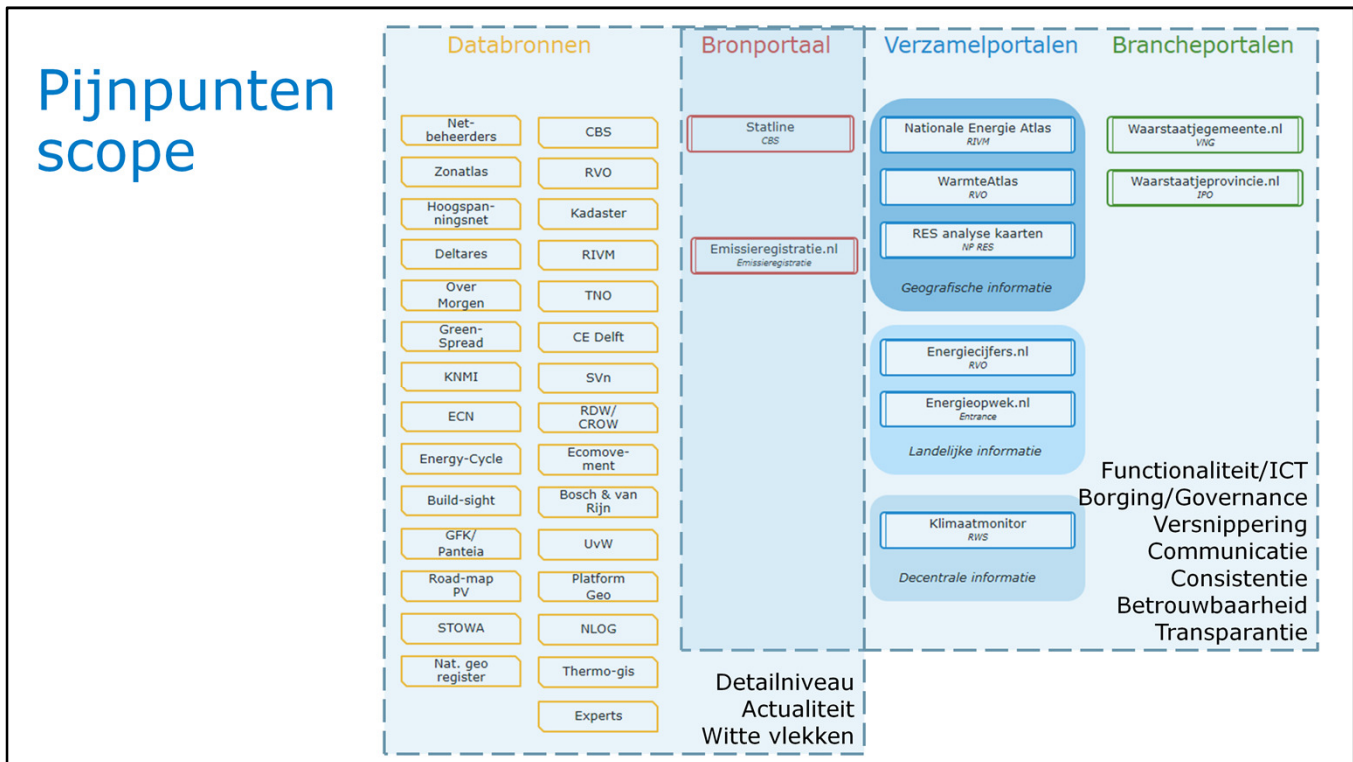 Pijnpunten
scope
Databronnen
Net-
beheerders
Zonatlas
Hoogspan-
ningsnet
Deltares
Over
Morgen
Green-
Spread
KNMI
ECN
Energy-Cycle
Build-sight
GFK/
Panteia
Road-map
PV
STOWA
Nat. geo
register
CBS
RVO
Kadaster
RIVM
TNO
CE Delft
SVn
RDW/
CROW
Ecomove-
ment
Bosch & van
Rijn
UvW
Platform
Geo
NLOG
Thermo-gis
Experts
Bronportaal
Statline
CBS
Emissieregistratie.nl
Emissieregistratie
Detailniveau
Actualiteit
Witte vlekken
Verzamelportalen
Nationale Energie Atlas
RIVM
WarmteAtlas
RVO
RES analyse kaarten
NP RES
Geografische informatie
Energiecijfers.nl
RVO
Energieopwek.nl
Entrance
Landelijke informatie
Klimaatmonitor
RWS
Decentrale informatie
Brancheportalen
Waarstaatjegemeente.nl
VNG
Waarstaatjeprovincie.nl
IPO
Functionaliteit/ICT
Borging/Governance
Versnippering
Communicatie
Consistentie
Betrouwbaarheid
Transparantie